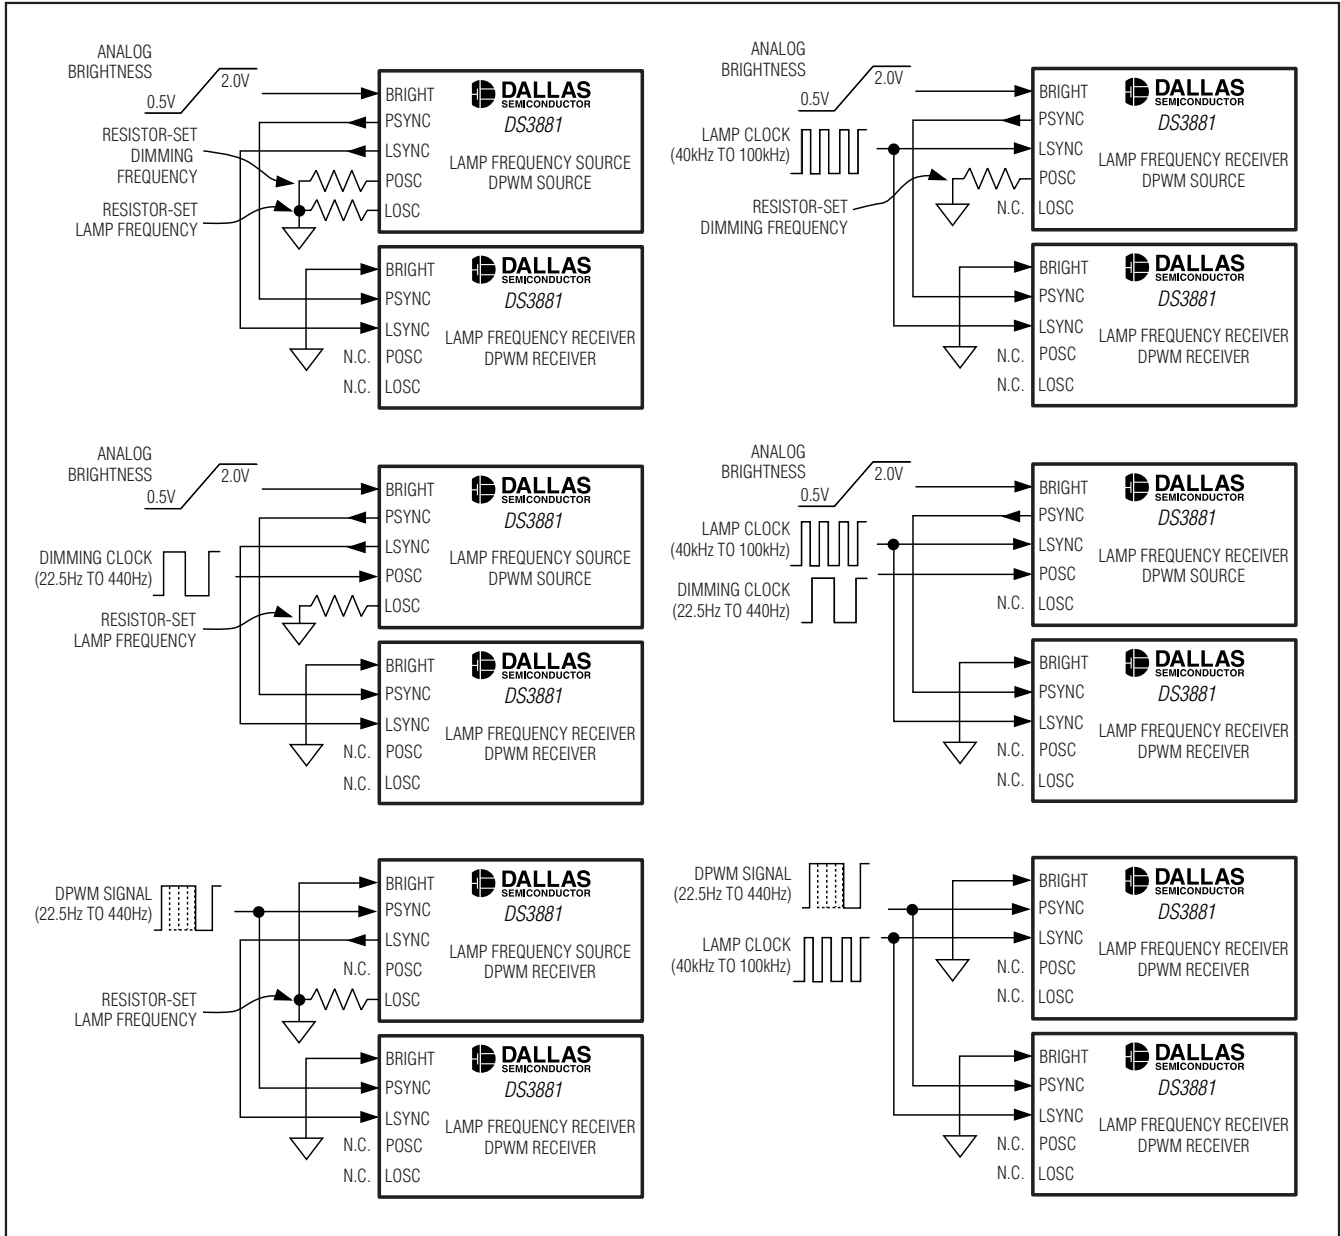 ANALOG
BRIGHTNESS
0.5V
2.0V
RESISTOR-SET
DIMMING
FREQUENCY
RESISTOR-SET
LAMP FREQUENCY
BRIGHT
PSYNC
LSYNC
POSC
LOSC
DALLAS
SEMICONDUCTOR
DS3881
LAMP FREQUENCY SOURCE
DPWM SOURCE
BRIGHT
PSYNC
LSYNC
N.C. POSC
N.C. LOSC
DALLAS
SEMICONDUCTOR
DS3881
LAMP FREQUENCY RECEIVER
DPWM RECEIVER
ANALOG
BRIGHTNESS
0.5V
2.0V
LAMP CLOCK
(40kHz TO 100kHz)
RESISTOR-SET
DIMMING FREQUENCY
BRIGHT
PSYNC
LSYNC
POSC
N.C. LOSC
DALLAS
SEMICONDUCTOR
DS3881
LAMP FREQUENCY RECEIVER
DPWM SOURCE
BRIGHT
PSYNC
LSYNC
N.C. POSC
N.C. LOSC
DALLAS
SEMICONDUCTOR
DS3881
LAMP FREQUENCY RECEIVER
DPWM RECEIVER
ANALOG
BRIGHTNESS
0.5V
2.0V
DIMMING CLOCK
(22.5Hz TO 440Hz)
RESISTOR-SET
LAMP FREQUENCY
BRIGHT
PSYNC
LSYNC
POSC
LOSC
DALLAS
SEMICONDUCTOR
DS3881
LAMP FREQUENCY SOURCE
DPWM SOURCE
BRIGHT
PSYNC
LSYNC
N.C. POSC
N.C. LOSC
DALLAS
SEMICONDUCTOR
DS3881
LAMP FREQUENCY RECEIVER
DPWM RECEIVER
ANALOG
BRIGHTNESS
0.5V
2.0V
LAMP CLOCK
(40kHz TO 100kHz)
DIMMING CLOCK
(22.5Hz TO 440Hz)
BRIGHT
PSYNC
LSYNC
POSC
N.C. LOSC
DALLAS
SEMICONDUCTOR
DS3881
LAMP FREQUENCY RECEIVER
DPWM SOURCE
BRIGHT
PSYNC
LSYNC
N.C. POSC
N.C. LOSC
DALLAS
SEMICONDUCTOR
DS3881
LAMP FREQUENCY RECEIVER
DPWM RECEIVER
DPWM SIGNAL
(22.5Hz TO 440Hz)
RESISTOR-SET
LAMP FREQUENCY
BRIGHT
PSYNC
LSYNC
N.C. POSC
LOSC
DALLAS
SEMICONDUCTOR
DS3881
LAMP FREQUENCY SOURCE
DPWM RECEIVER
BRIGHT
PSYNC
LSYNC
N.C. POSC
N.C. LOSC
DALLAS
SEMICONDUCTOR
DS3881
LAMP FREQUENCY RECEIVER
DPWM RECEIVER
DPWM SIGNAL
(22.5Hz TO 440Hz)
LAMP CLOCK
(40kHz TO 100kHz)
BRIGHT
PSYNC
LSYNC
N.C. POSC
N.C. LOSC
DALLAS
SEMICONDUCTOR
DS3881
LAMP FREQUENCY RECEIVER
DPWM RECEIVER
BRIGHT
PSYNC
LSYNC
N.C. POSC
N.C. LOSC
DALLAS
SEMICONDUCTOR
DS3881
LAMP FREQUENCY RECEIVER
DPWM RECEIVER